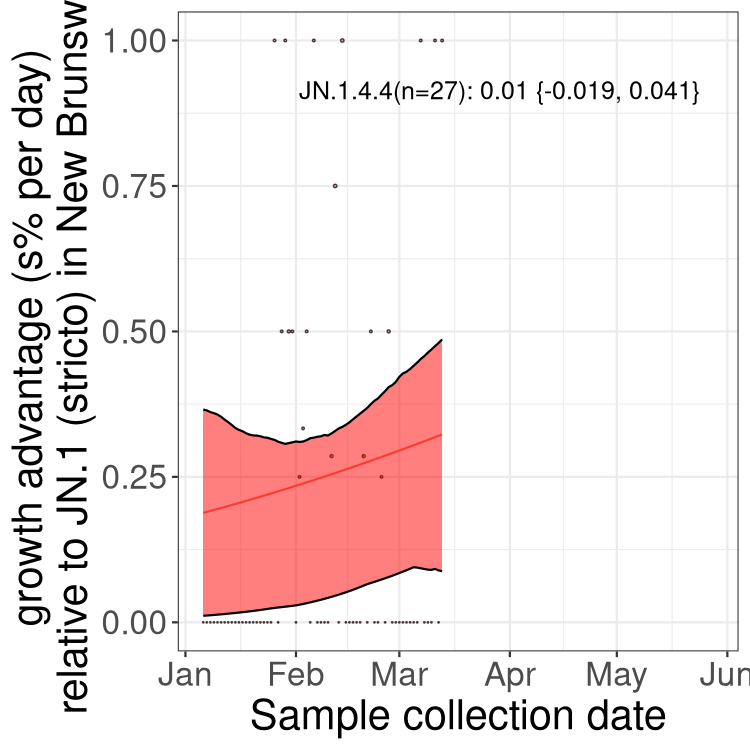 growth advantage (s% per day)
relative to JN.1 (stricto) in New Brunsw
1.00
0.75
0.50
0.25
0.00
JN.1.4.4(n=27): 0.01 {-0.019, 0.041}
Jan Feb Mar Apr May Jun
Sample collection date